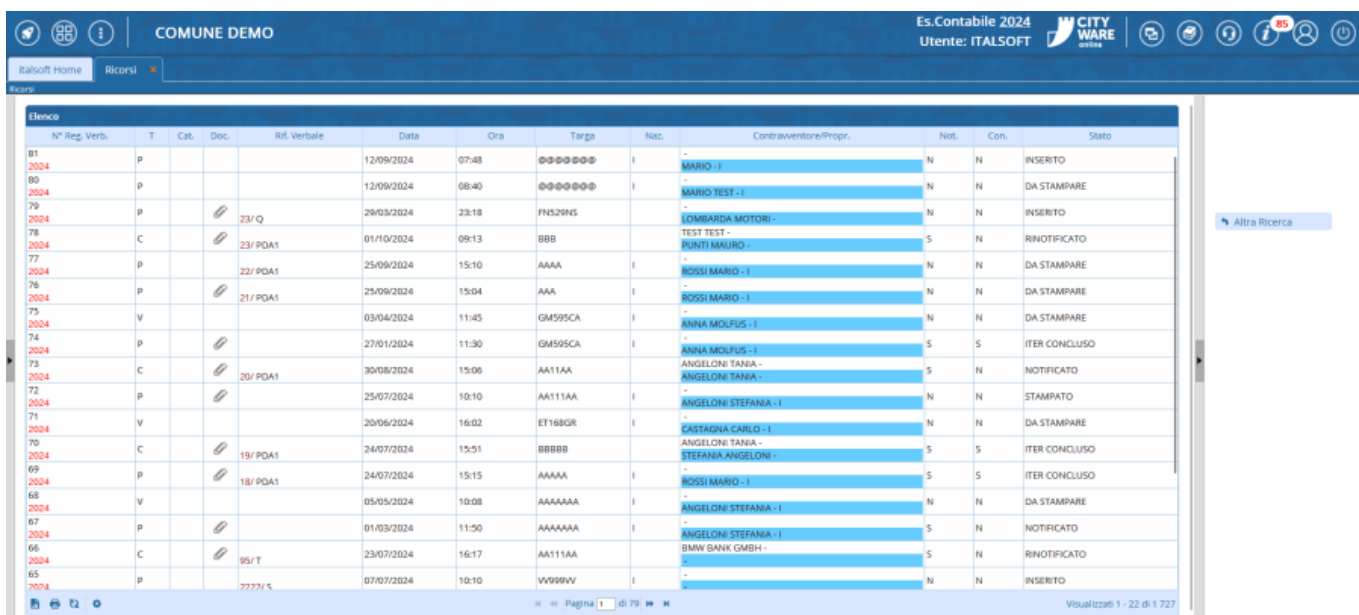 COMUNE DEMO
Es.Contabile 2024
Utente: ITALSOFT
CITY
WARE
online
85
Italsoft Home
Ricorsi
Ricorsi
Elenco
N° Reg. Verb. T Cat. Doc. Rif. Verbale Data Ora Targa Naz. Contravventore/Propr. Not. Con. Stato
81 P 12/09/2024 07:48 @@@@@@@ I - N N INSERITO
2024 MARIO - I
80 P 12/09/2024 08:40 @@@@@@@ I - N N DA STAMPARE
2024 MARIO TEST - I
79 P 29/03/2024 23:18 FN529NS - N N INSERITO
2024 23/ Q LOMBARDA MOTORI -
78 C 01/10/2024 09:13 BBB TEST TEST - S N RINOTIFICATO
2024 23/ PDA1 PUNTI MAURO -
77 P 25/09/2024 15:10 AAAA I - N N DA STAMPARE
2024 22/ PDA1 ROSSI MARIO - I
76 P 25/09/2024 15:04 AAA I - N N DA STAMPARE
2024 21/ PDA1 ROSSI MARIO - I
75 V 03/04/2024 11:45 GM595CA I - N N DA STAMPARE
2024 ANNA MOLFUS - I
74 P 27/01/2024 11:30 GM595CA I - S S ITER CONCLUSO
2024 ANNA MOLFUS - I
73 C 30/08/2024 15:06 AA11AA ANGELONI TANIA - S N NOTIFICATO
2024 20/ PDA1 ANGELONI TANIA -
72 P 25/07/2024 10:10 AA111AA I - N N STAMPATO
2024 ANGELONI STEFANIA - I
71 V 20/06/2024 16:02 ET168GR I - N N DA STAMPARE
2024 CASTAGNA CARLO - I
70 C 24/07/2024 15:51 BBBBB ANGELONI TANIA - S S ITER CONCLUSO
2024 19/ PDA1 STEFANIA ANGELONI -
69 P 24/07/2024 15:15 AAAAA I - S S ITER CONCLUSO
2024 18/ PDA1 ROSSI MARIO - I
68 V 05/05/2024 10:08 AAAAAAA I - N N DA STAMPARE
2024 ANGELONI STEFANIA - I
67 P 01/03/2024 11:50 AAAAAAA I - S N NOTIFICATO
2024 ANGELONI STEFANIA - I
66 C 23/07/2024 16:17 AA111AA BMW BANK GMBH - S N RINOTIFICATO
2024 95/ T -
65 P 07/07/2024 10:10 VV999VV I - N N INSERITO
2024 2222/ S -
Altra Ricerca
Pagina 1 di 79
Visualizzati 1 - 22 di 1 727